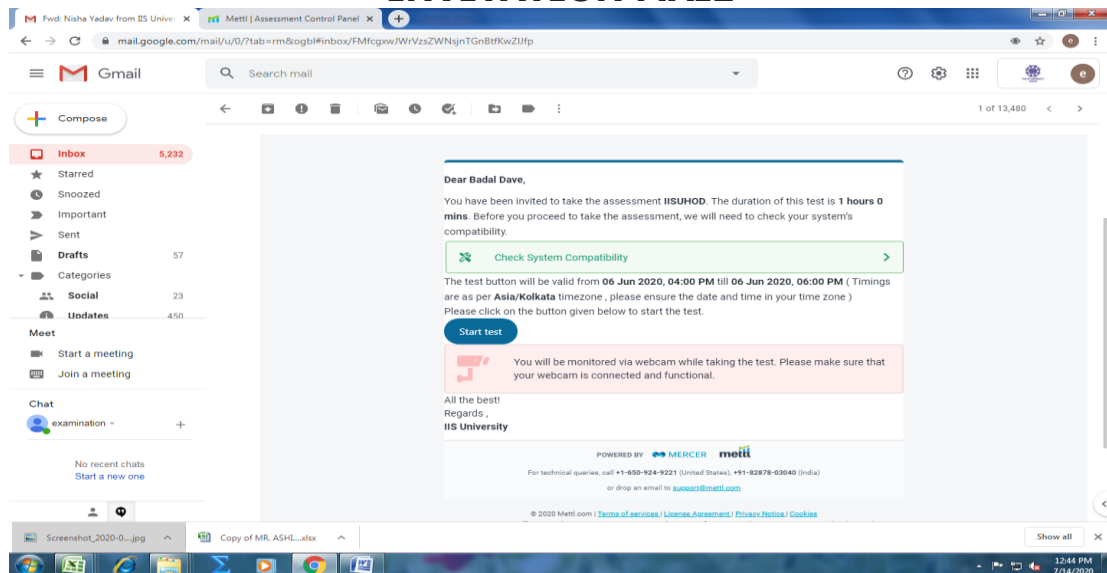 INVITATION MAIL
Fwd: Nisha Yadav from IIS Univer
Mettl | Assessment Control Panel
mail.google.com/mail/u/0/?tab=rm&ogbl#inbox/FMfcgxwJWrVzsZWNsjnTGnBtfKwZlJfp
Gmail
Search mail
e
Compose
1 of 13,480
Inbox 5,232
Starred
Snoozed
Important
Sent
Drafts 57
Categories
Social 23
Updates 450
Meet
Start a meeting
Join a meeting
Chat
examination
No recent chats
Start a new one
Dear Badal Dave,
You have been invited to take the assessment IISUHOD. The duration of this test is 1 hours 0
mins. Before you proceed to take the assessment, we will need to check your system's
compatibility.
Check System Compatibility
The test button will be valid from 06 Jun 2020, 04:00 PM till 06 Jun 2020, 06:00 PM ( Timings
are as per Asia/Kolkata timezone , please ensure the date and time in your time zone )
Please click on the button given below to start the test.
Start test
You will be monitored via webcam while taking the test. Please make sure that
your webcam is connected and functional.
All the best!
Regards ,
IIS University
POWERED BY MERCER mettl
For technical queries, call +1-650-924-9221 (United States), +91-82878-03040 (India)
or drop an email to support@mettl.com
© 2020 Mettl.com | Terms of services | License Agreement | Privacy Notice | Cookies
Screenshot_2020-0....jpg
Copy of MR. ASHI....xlsx
Show all
12:44 PM
7/14/2020